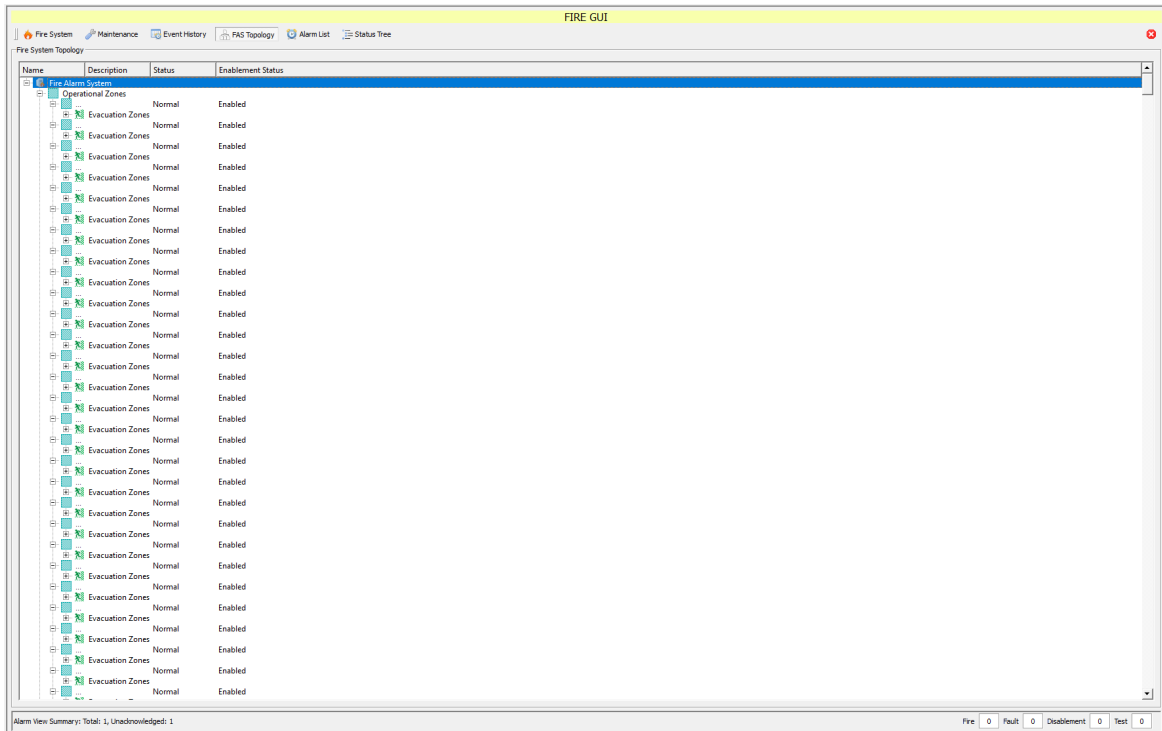 FIRE GUI
Fire System Maintenance Event History FAS Topology Alarm List Status Tree
Fire System Topology
Name Description Status Enablement Status
Fire Alarm System
Operational Zones
... Normal Enabled
Evacuation Zones
... Normal Enabled
Evacuation Zones
... Normal Enabled
Evacuation Zones
... Normal Enabled
Evacuation Zones
... Normal Enabled
Evacuation Zones
... Normal Enabled
Evacuation Zones
... Normal Enabled
Evacuation Zones
... Normal Enabled
Evacuation Zones
... Normal Enabled
Evacuation Zones
... Normal Enabled
Evacuation Zones
... Normal Enabled
Evacuation Zones
... Normal Enabled
Evacuation Zones
... Normal Enabled
Evacuation Zones
... Normal Enabled
Evacuation Zones
... Normal Enabled
Evacuation Zones
... Normal Enabled
Evacuation Zones
... Normal Enabled
Evacuation Zones
... Normal Enabled
Evacuation Zones
... Normal Enabled
Evacuation Zones
... Normal Enabled
Evacuation Zones
... Normal Enabled
Evacuation Zones
... Normal Enabled
Evacuation Zones
... Normal Enabled
Evacuation Zones
... Normal Enabled
Evacuation Zones
... Normal Enabled
Evacuation Zones
... Normal Enabled
Evacuation Zones
... Normal Enabled
Evacuation Zones
... Normal Enabled
Evacuation Zones
... Normal Enabled
Alarm View Summary: Total: 1, Unacknowledged: 1 Fire 0 Fault 0 Disablement 0 Test 0